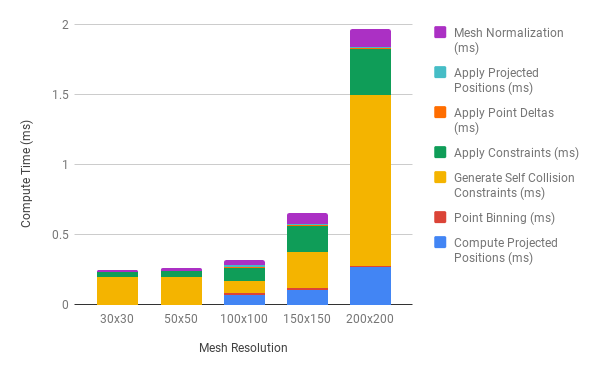 2
1.5
1
0.5
0
Compute Time (ms)
30x30
50x50
100x100
150x150
200x200
Mesh Resolution
Mesh Normalization
(ms)
Apply Projected
Positions (ms)
Apply Point Deltas
(ms)
Apply Constraints (ms)
Generate Self Collision
Constraints (ms)
Point Binning (ms)
Compute Projected
Positions (ms)